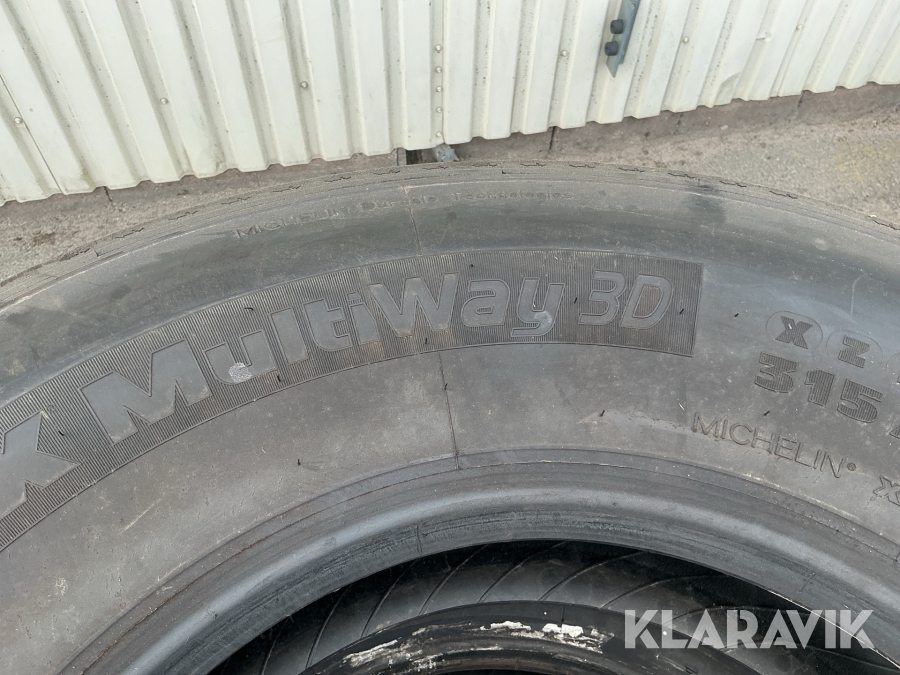 MICHELIN Durable Technologies
X MultiWay 3D
X Z
315
MICHELIN®
X
KLARAVIK